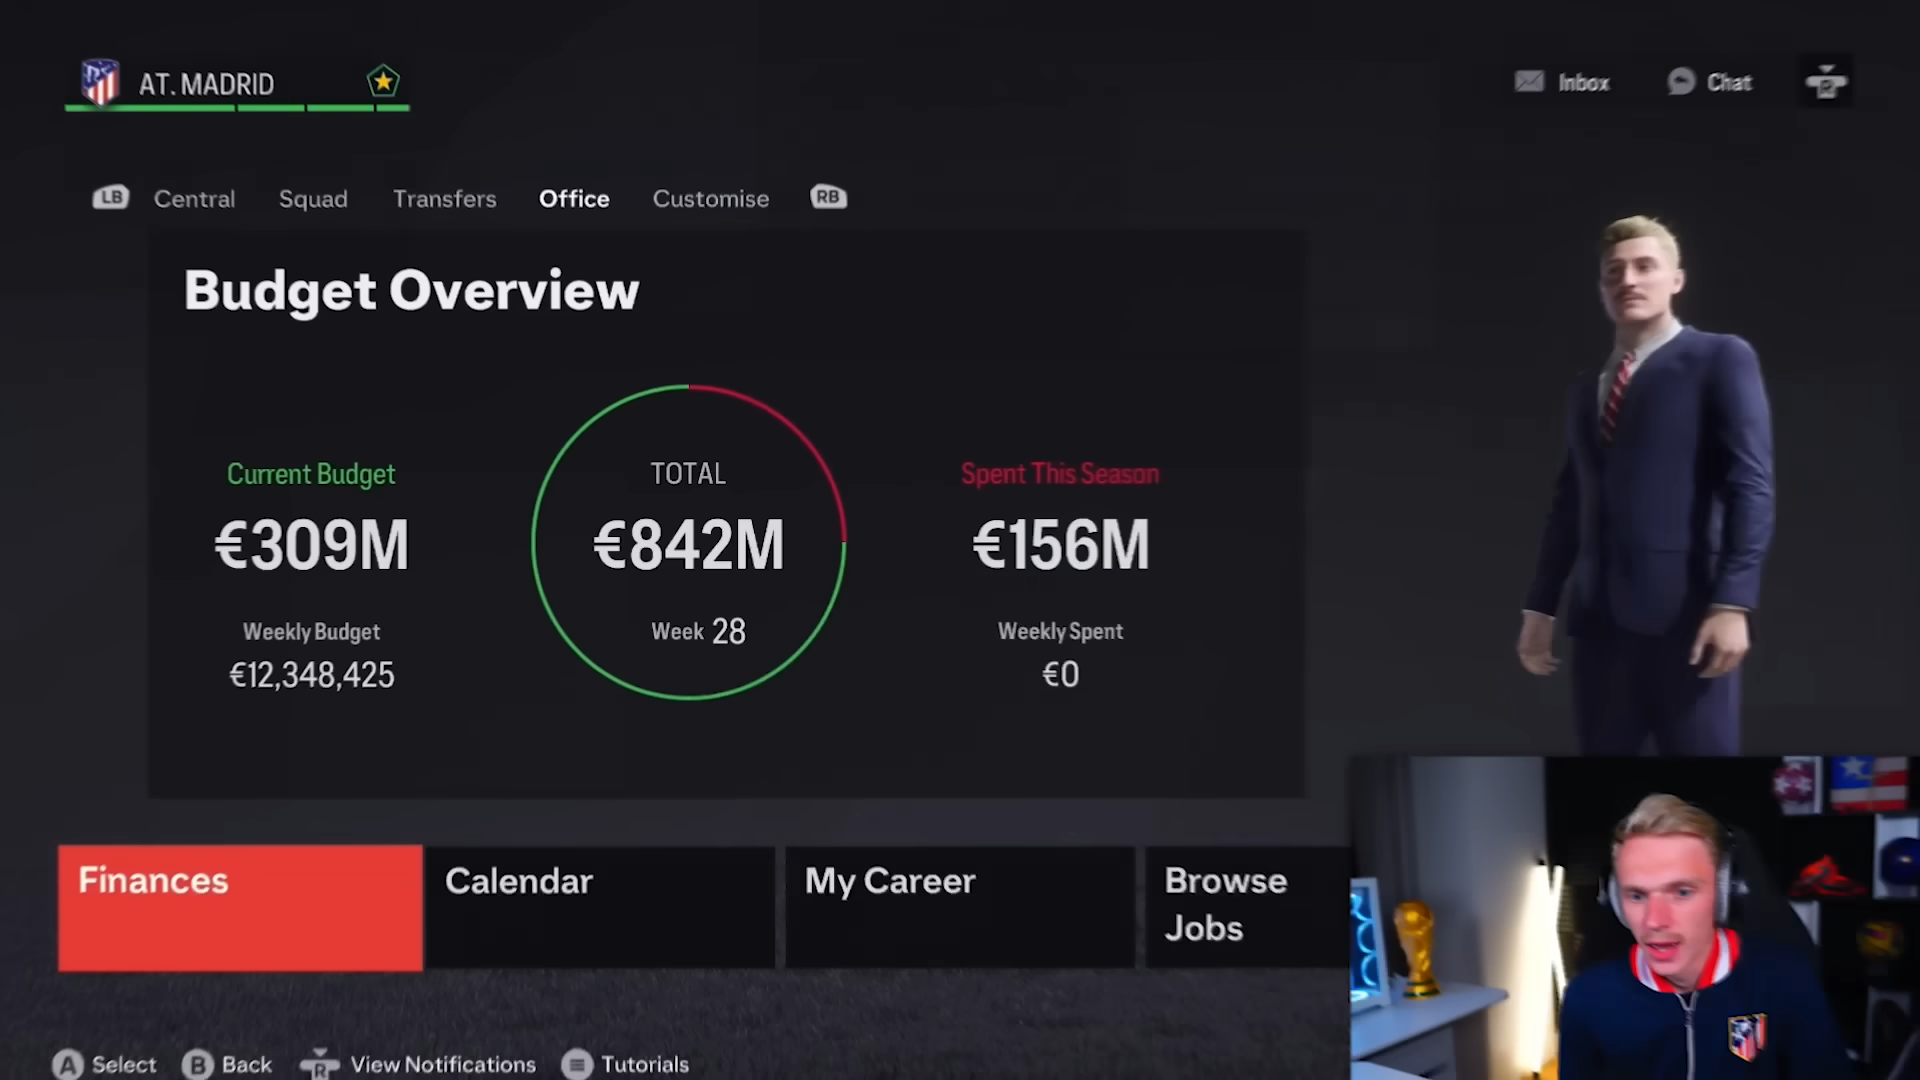 AT. MADRID
Inbox
Chat
R
LB
Central
Squad
Transfers
Office
Customise
RB
Budget Overview
Current Budget
€309M
Weekly Budget
€12,348,425
TOTAL
€842M
Week 28
Spent This Season
€156M
Weekly Spent
€0
Finances
Calendar
My Career
Browse
Jobs
A Select
B Back
R View Notifications
Tutorials